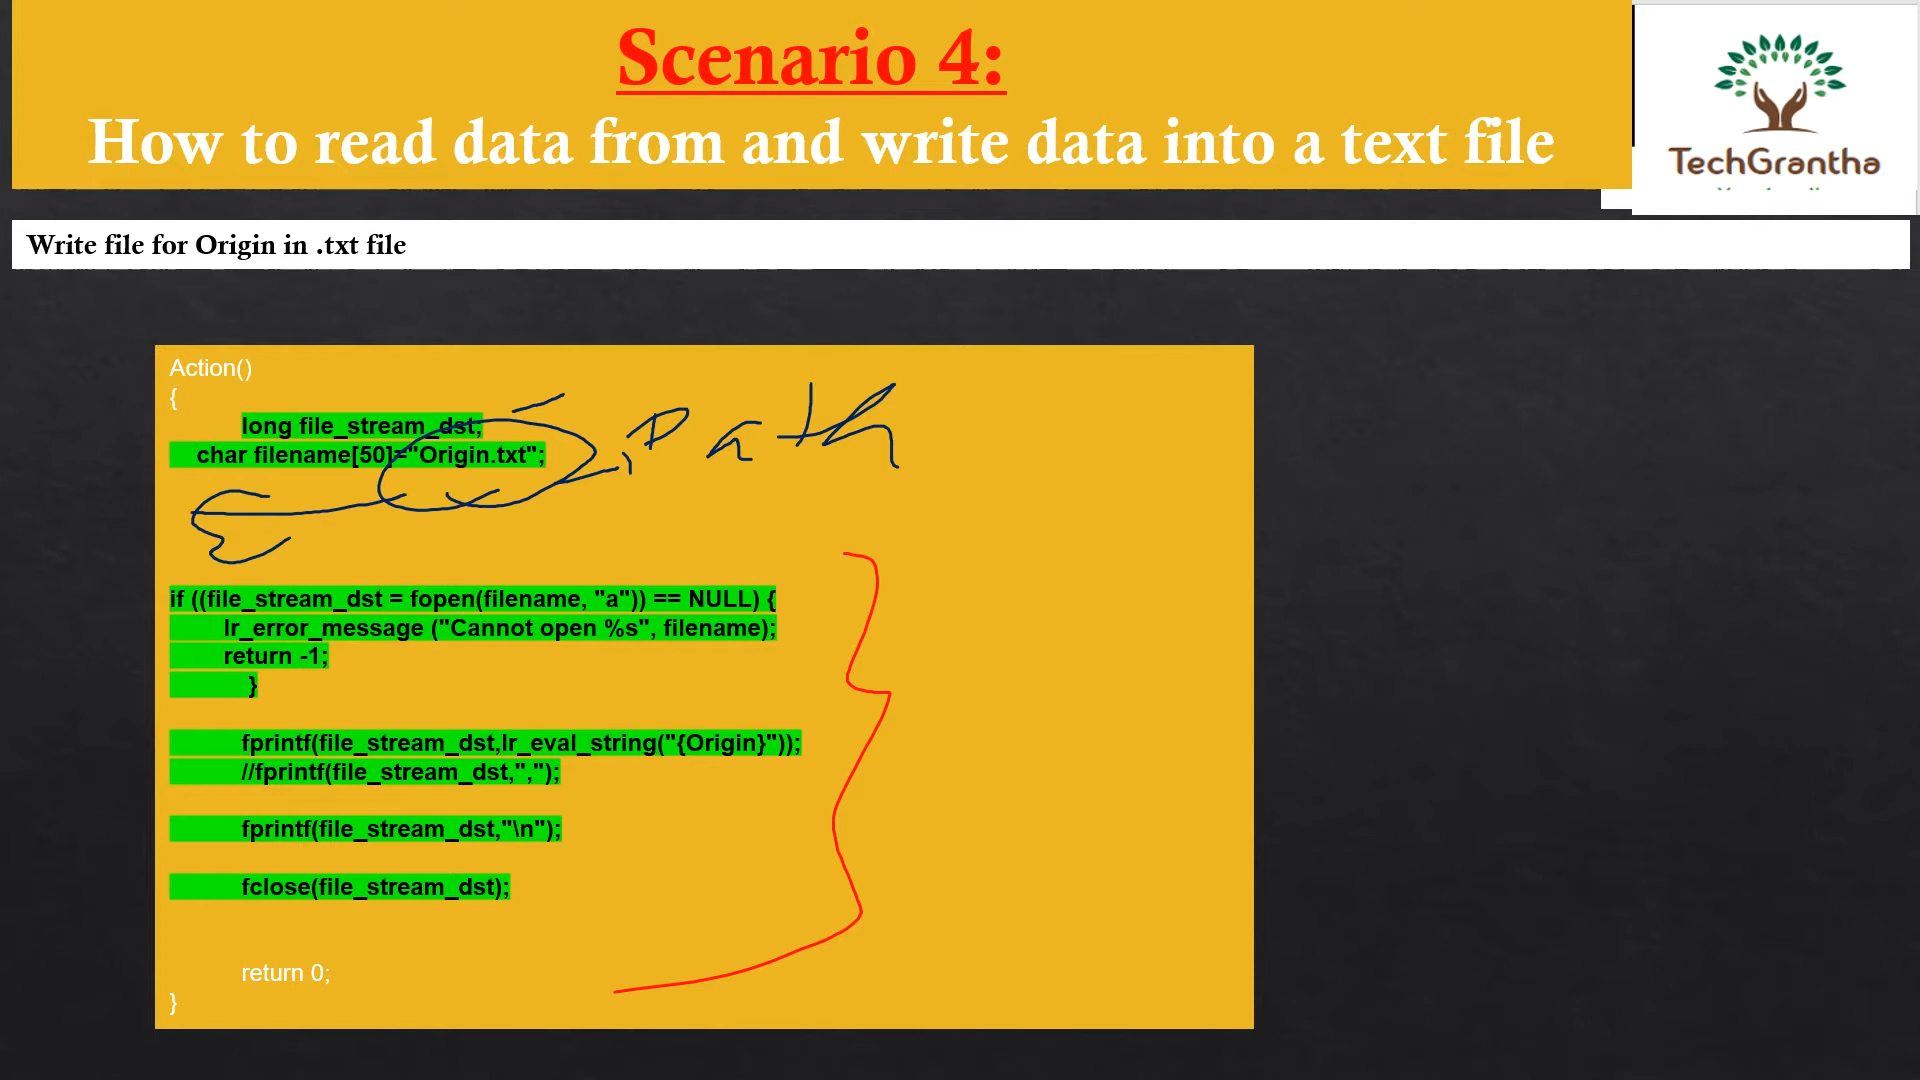 Scenario 4:
How to read data from and write data into a text file
TechGrantha
Write file for Origin in .txt file
Action()
{
long file_stream_dst;
char filename[50]="Origin.txt";
Path
if ((file_stream_dst = fopen(filename, "a")) == NULL) {
lr_error_message ("Cannot open %s", filename);
return -1;
}
fprintf(file_stream_dst,lr_eval_string("{Origin}"));
//fprintf(file_stream_dst,",");
fprintf(file_stream_dst,"\n");
fclose(file_stream_dst);
return 0;
}